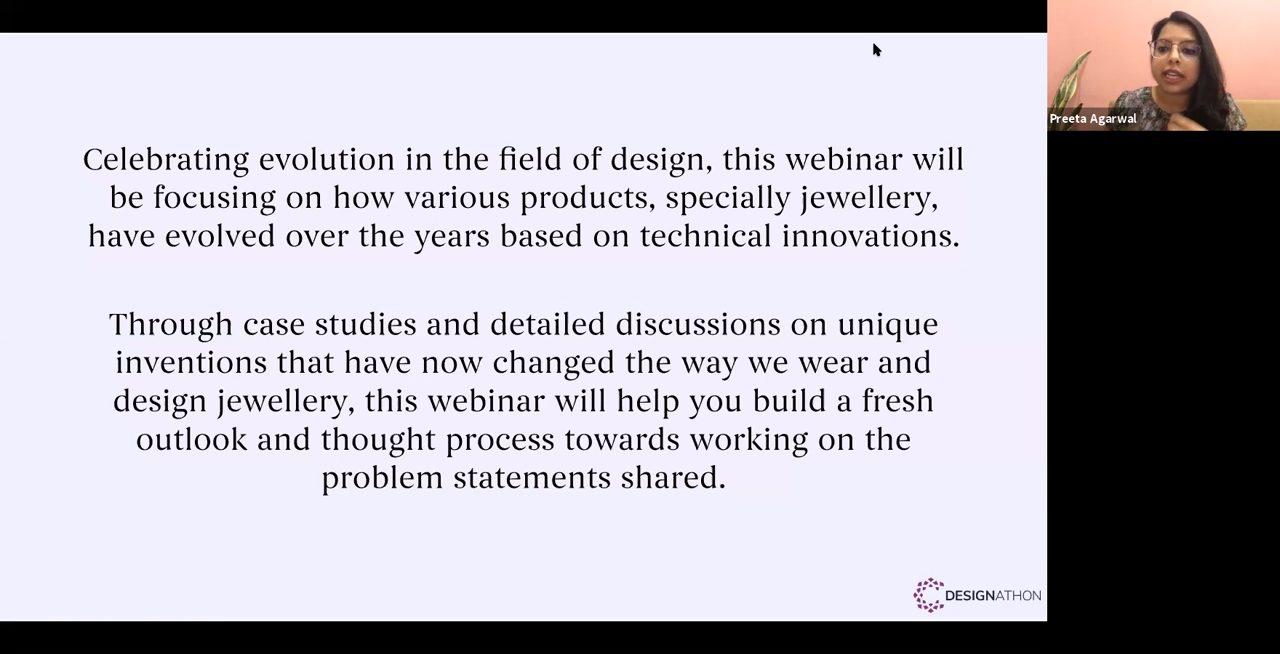 Celebrating evolution in the field of design, this webinar will
be focusing on how various products, specially jewellery,
have evolved over the years based on technical innovations.
Through case studies and detailed discussions on unique
inventions that have now changed the way we wear and
design jewellery, this webinar will help you build a fresh
outlook and thought process towards working on the
problem statements shared.
DESIGNATHON
Preeta Agarwal